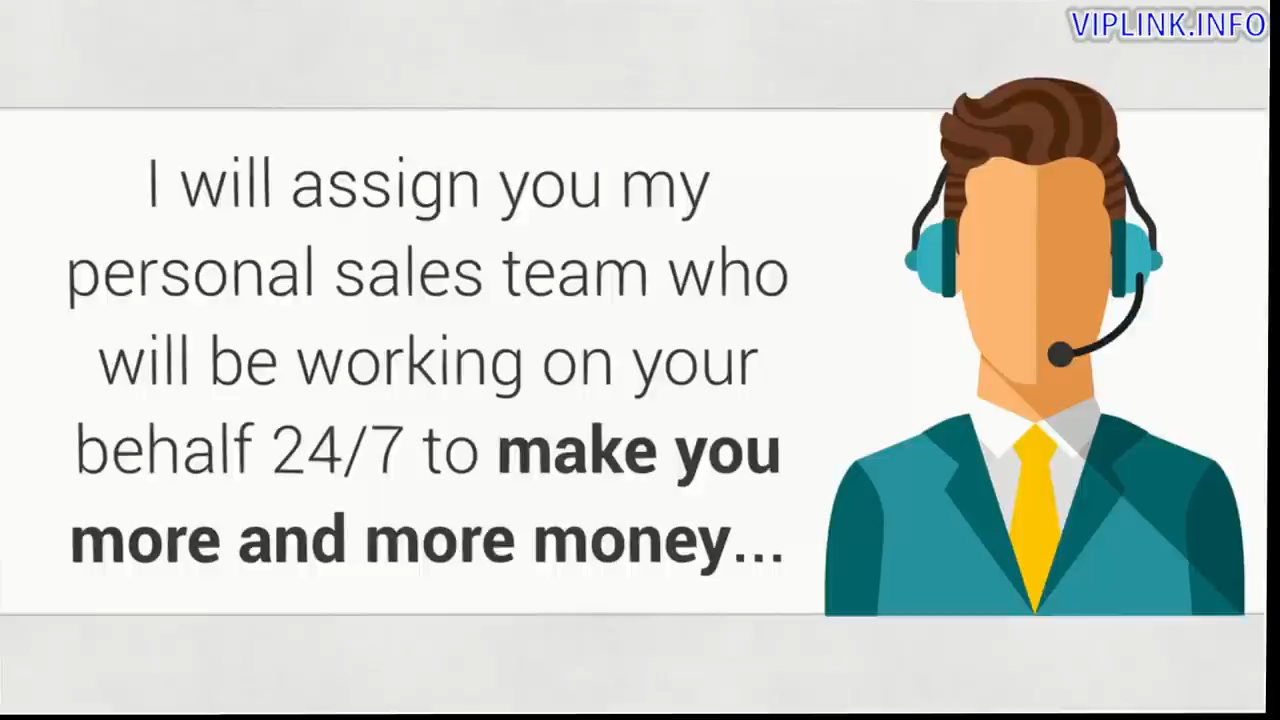 VIPLINK.INFO
I will assign you my
personal sales team who
will be working on your
behalf 24/7 to make you
more and more money...